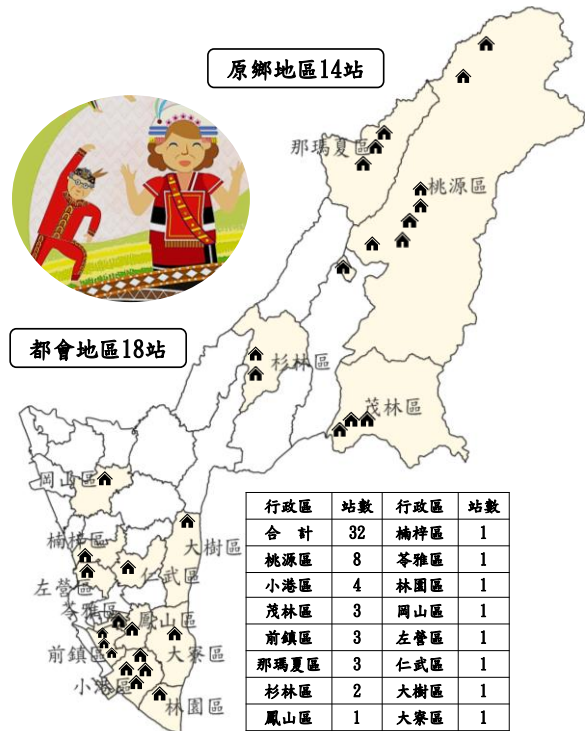 原鄉地區14站
那瑪夏區
桃源區
都會地區18站
杉林區
茂林區
岡山區
楠梓區
大樹區
仁武區
左營區
苓雅區
鳳山區
前鎮區
大寮區
小港區
林園區
行政區 站數 行政區 站數
合 計 32 楠梓區 1
桃源區 8 苓雅區 1
小港區 4 林園區 1
茂林區 3 岡山區 1
前鎮區 3 左營區 1
那瑪夏區 3 仁武區 1
杉林區 2 大樹區 1
鳳山區 1 大寮區 1